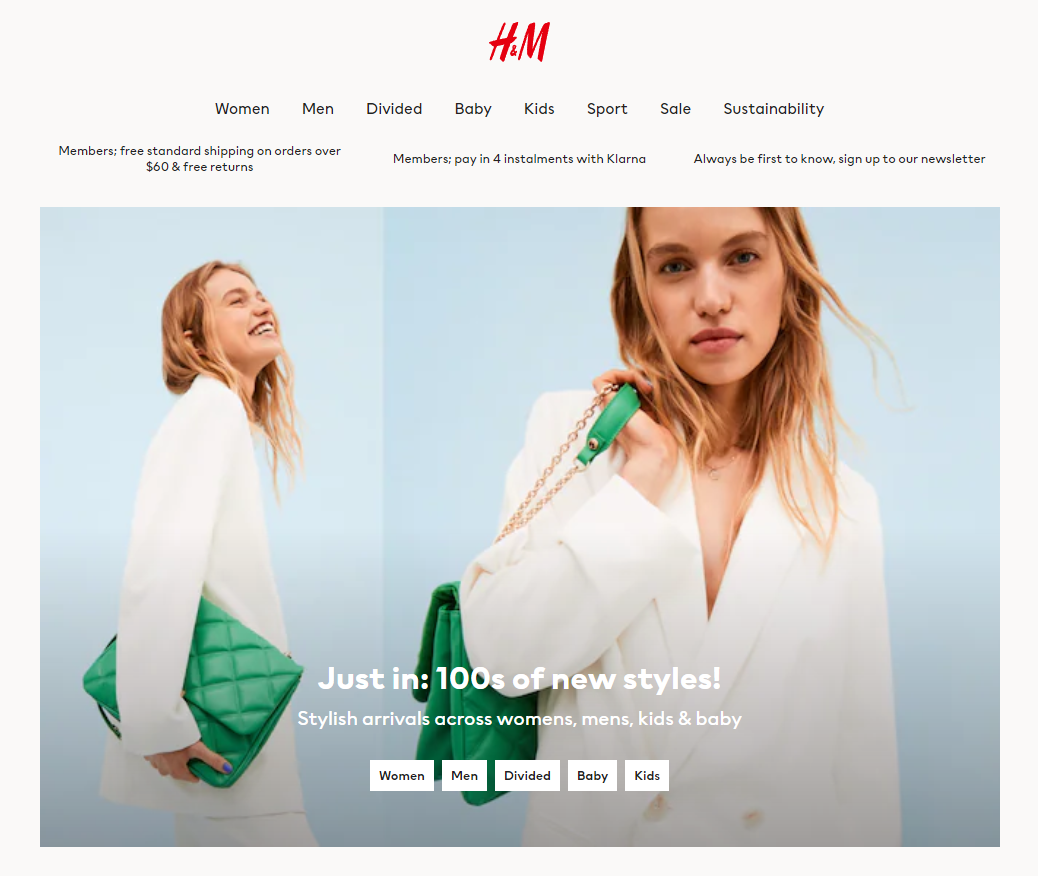 H&M
Women Men Divided Baby Kids Sport Sale Sustainability
Members; free standard shipping on orders over
$60 & free returns
Members; pay in 4 instalments with Klarna
Always be first to know, sign up to our newsletter
Just in: 100s of new styles!
Stylish arrivals across womens, mens, kids & baby
Women Men Divided Baby Kids